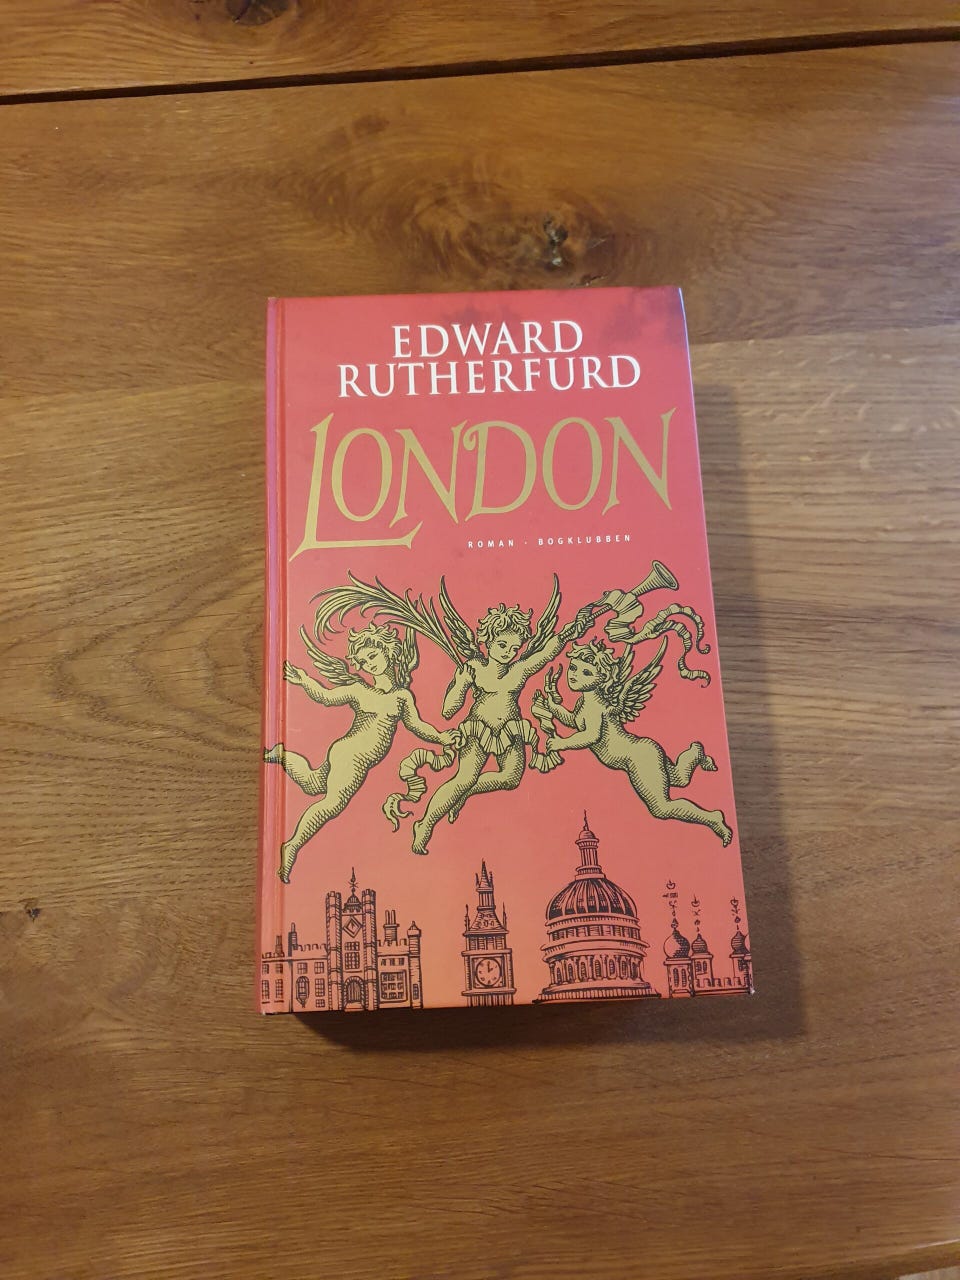 EDWARD
RUTHERFURD
LONDON
ROMAN · BOGKLUBBEN